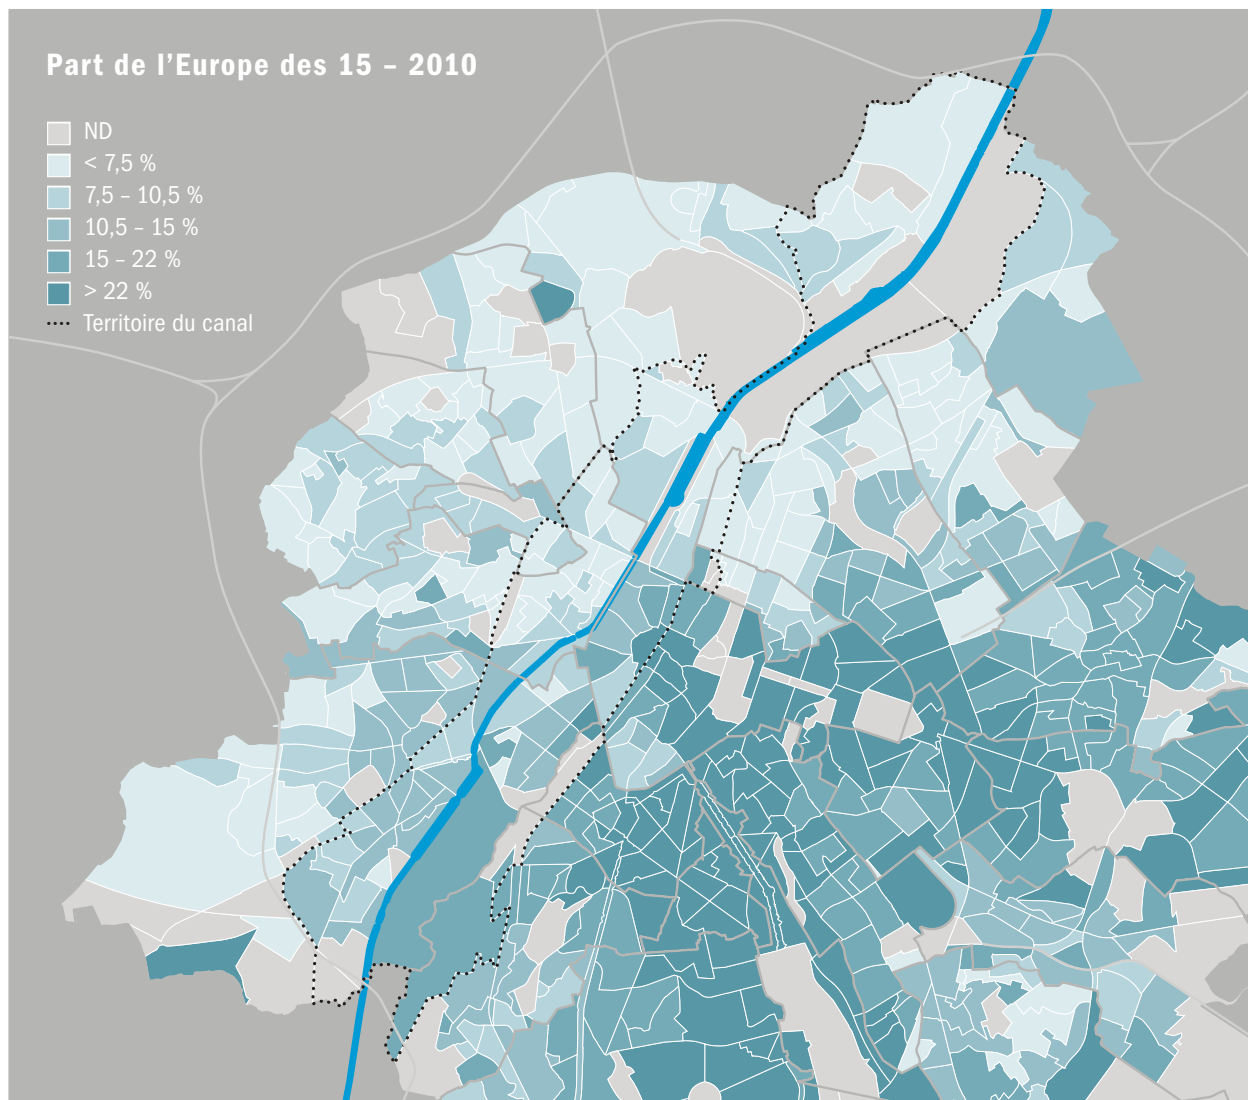 Part de l'Europe des 15 – 2010
ND
< 7,5 %
7,5 – 10,5 %
10,5 – 15 %
15 – 22 %
> 22 %
Territoire du canal